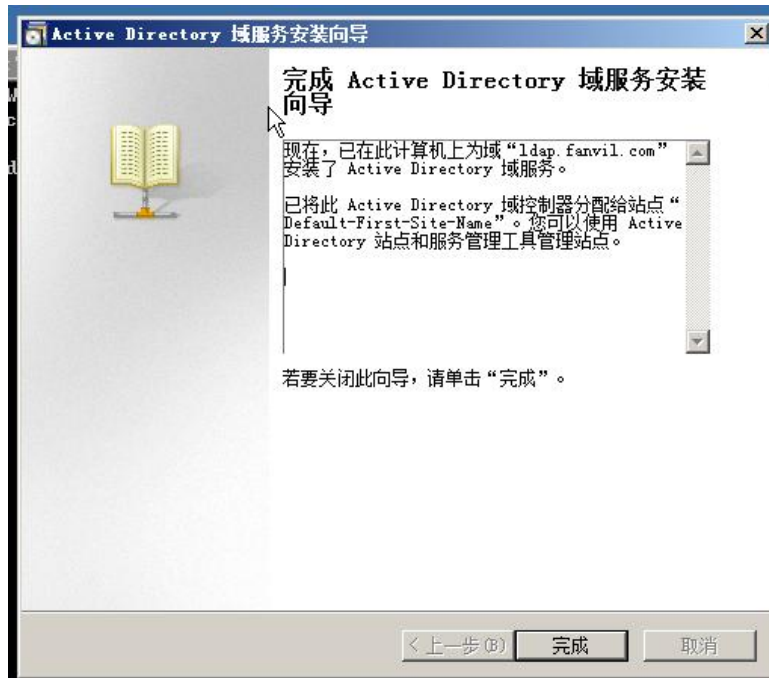 Active Directory 域服务安装向导
完成 Active Directory 域服务安装
向导
现在，已在此计算机上为域“ldap.fanvil.com”
安装了 Active Directory 域服务。
已将此 Active Directory 域控制器分配给站点“
Default-First-Site-Name”。您可以使用 Active
Directory 站点和服务管理工具管理站点。
若要关闭此向导，请单击“完成”。
< 上一步(B)
完成
取消